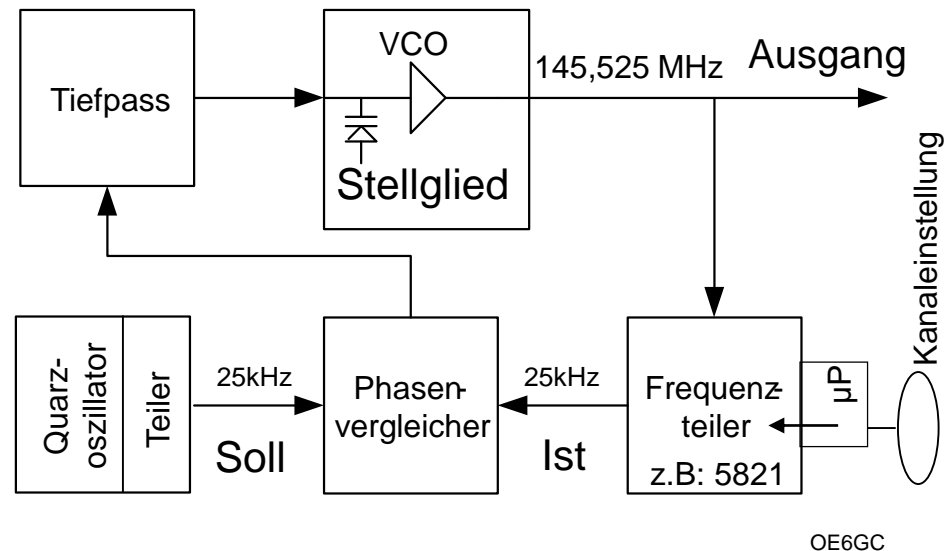 VCO
145,525 MHz
Ausgang
Tiefpass
Stellglied
Kanaleinstellung
Quarz-
oszillator
Teiler
25kHz
Soll
Phasen-
vergleicher
25kHz
Ist
Frequenz-
teiler
z.B: 5821
µP
OE6GC